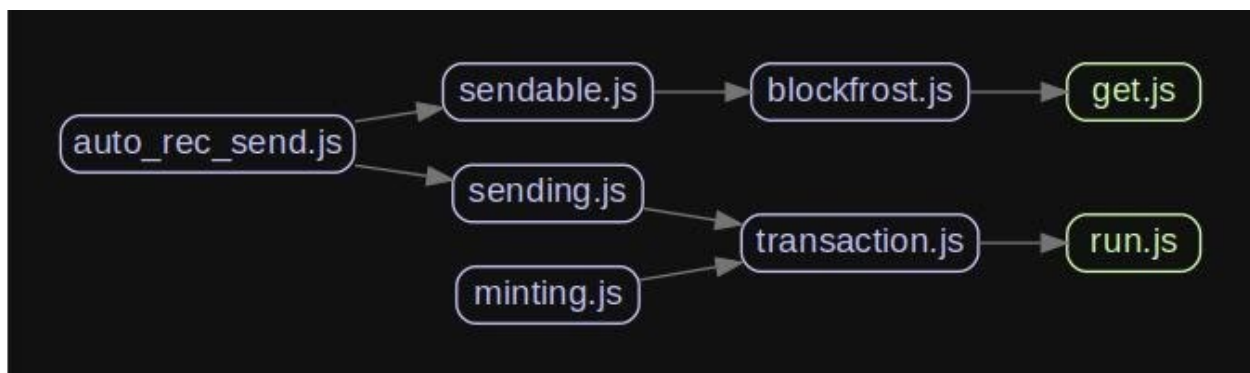 auto_rec_send.js
sendable.js
blockfrost.js
get.js
sending.js
transaction.js
run.js
minting.js